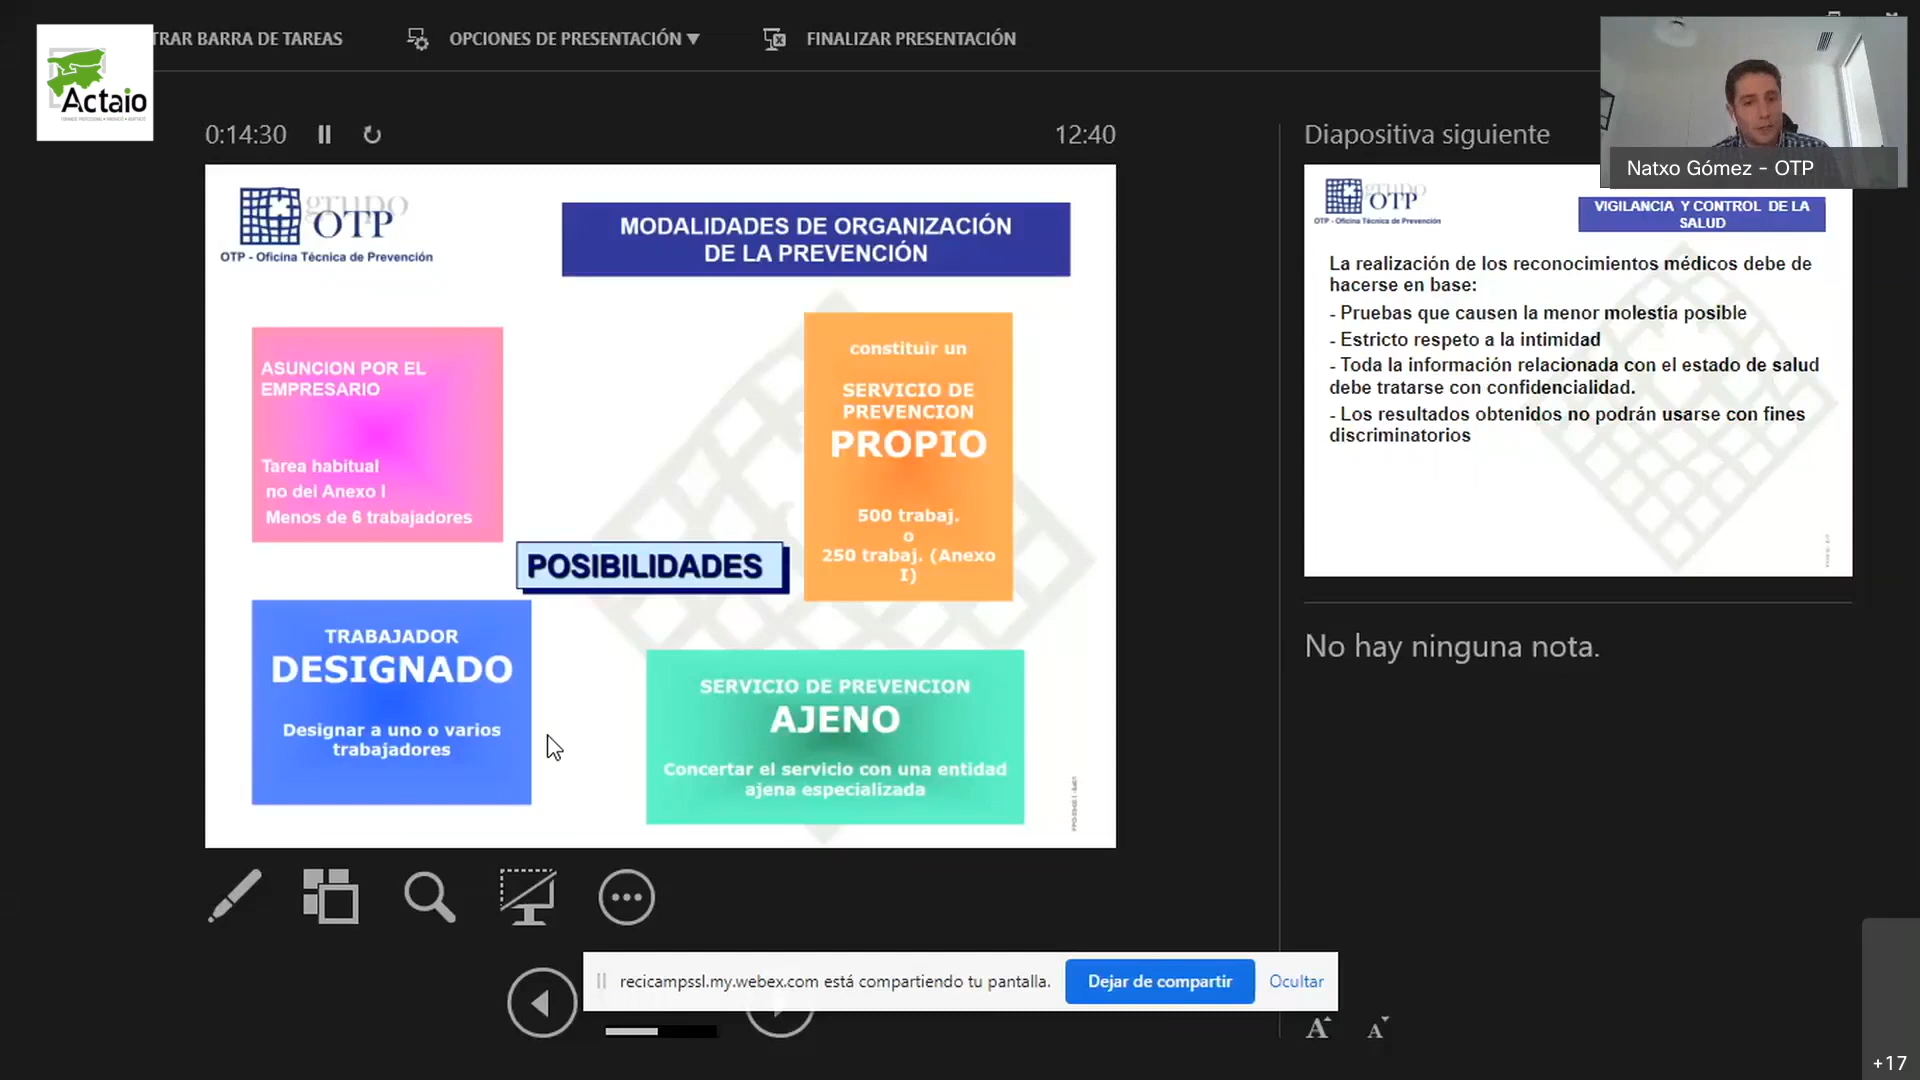 TRAR BARRA DE TAREAS
OPCIONES DE PRESENTACIÓN
FINALIZAR PRESENTACIÓN
Actaio
0:14:30
12:40
Diapositiva siguiente
Natxo Gómez - OTP
grupo
OTP
OTP - Oficina Técnica de Prevención
MODALIDADES DE ORGANIZACIÓN
DE LA PREVENCIÓN
ASUNCION POR EL
EMPRESARIO
Tarea habitual
no del Anexo I
Menos de 6 trabajadores
constituir un
SERVICIO DE
PREVENCION
PROPIO
500 trabaj.
o
250 trabaj. (Anexo
I)
POSIBILIDADES
TRABAJADOR
DESIGNADO
Designar a uno o varios
trabajadores
SERVICIO DE PREVENCION
AJENO
Concertar el servicio con una entidad
ajena especializada
grupo
OTP
OTP - Oficina Técnica de Prevención
VIGILANCIA Y CONTROL DE LA
SALUD
La realización de los reconocimientos médicos debe de
hacerse en base:
- Pruebas que causen la menor molestia posible
- Estricto respeto a la intimidad
- Toda la información relacionada con el estado de salud
debe tratarse con confidencialidad.
- Los resultados obtenidos no podrán usarse con fines
discriminatorios
No hay ninguna nota.
recicampssl.my.webex.com está compartiendo tu pantalla.
Dejar de compartir
Ocultar
A
A
+17